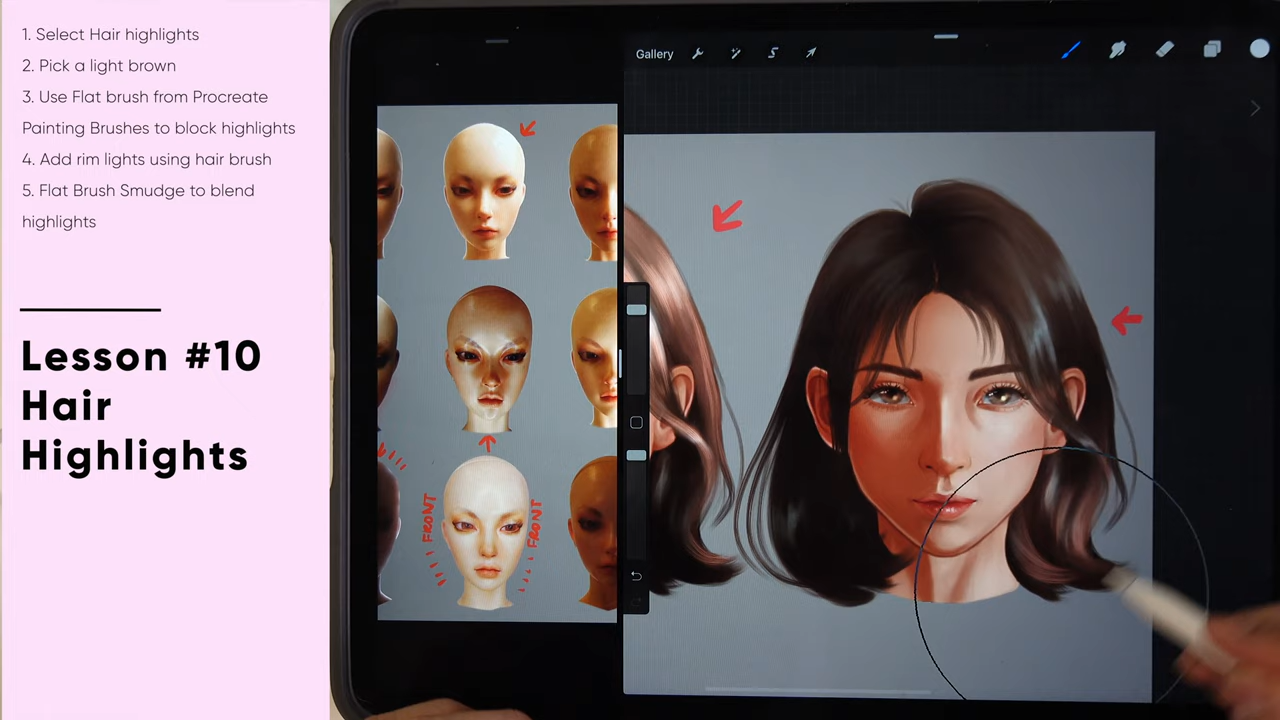 1. Select Hair highlights
2. Pick a light brown
3. Use Flat brush from Procreate
Painting Brushes to block highlights
4. Add rim lights using hair brush
5. Flat Brush Smudge to blend
highlights
Lesson #10
Hair
Highlights
Gallery
FRONT
FRONT